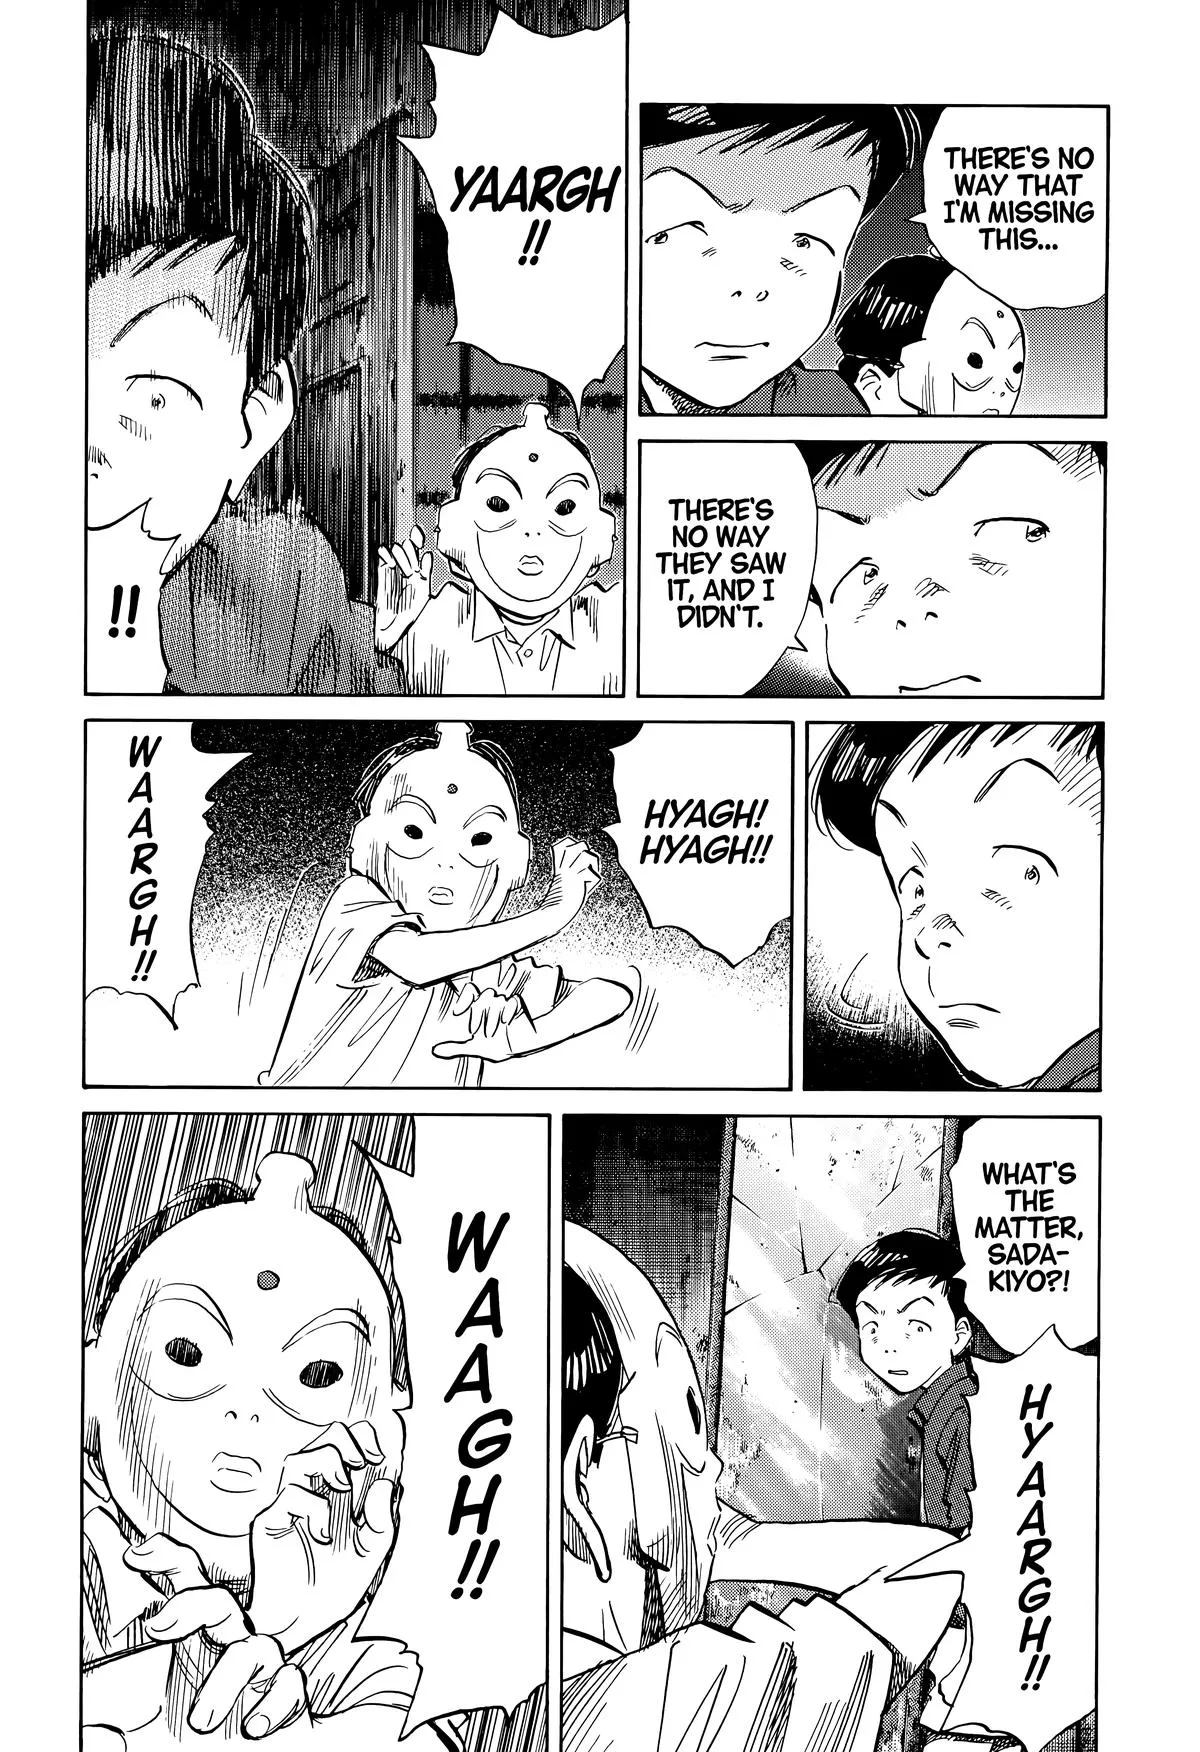 THERE'S NO
WAY THAT
I'M MISSING
THIS...
YAARGH
!!
!!
THERE'S
NO WAY
THEY SAW
IT, AND I
DIDN'T.
HYAGH!
HYAGH!!
WAARGH!!
WHAT'S
THE
MATTER,
SADA-
KIYO?!
HYAARGH!!
WAAGH!!